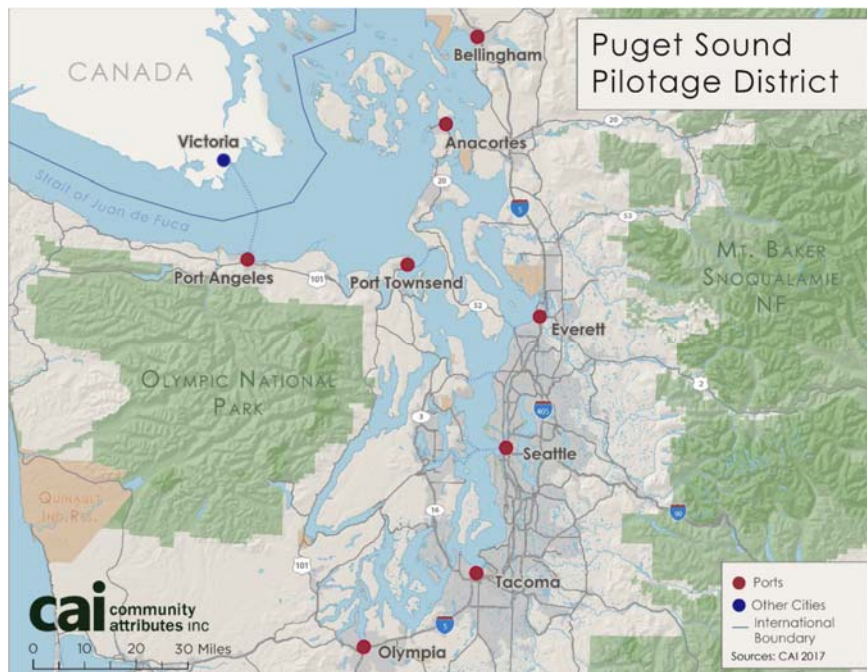 Puget Sound
Pilotage District
CANADA
Bellingham
Victoria
Anacortes
20
20
Strait of Juan de Fuca
5
53
Port Angeles
101
Port Townsend
MT. BAKER
SNOQUALAMIE
NF
52
Everett
OLYMPIC NATIONAL
PARK
2
3
405
Seattle
QUINAULT
IND RES.
16
90
101
Tacoma
cai community
attributes INC
5
Olympia
0 5 10 20 30 Miles
Ports
Other Cities
International
Boundary
Sources: CAI 2017